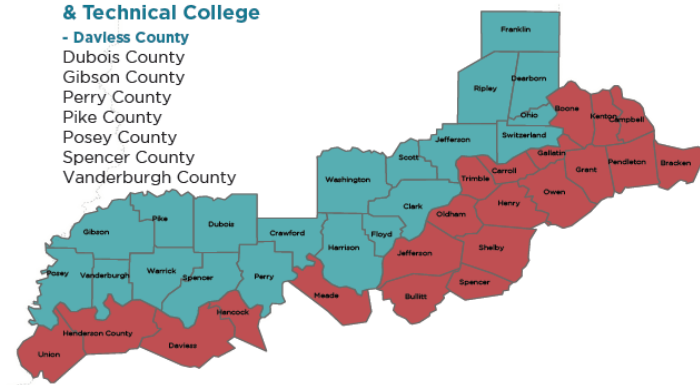 & Technical College
- Daviess County
Dubois County
Gibson County
Perry County
Pike County
Posey County
Spencer County
Vanderburgh County
Franklin
Dearborn
Ripley
Boone
Ohio
Kenton
Campbell
Switzerland
Jefferson
Gallatin
Scott
Carroll
Grant
Pendleton
Bracken
Trimble
Washington
Owen
Henry
Clark
Oldham
Pike
Dubois
Gibson
Crawford
Floyd
Harrison
Shelby
Jefferson
Posey
Vanderburgh
Warrick
Spencer
Perry
Spencer
Meade
Bullitt
Hencock
Henderson County
Daviess
Union